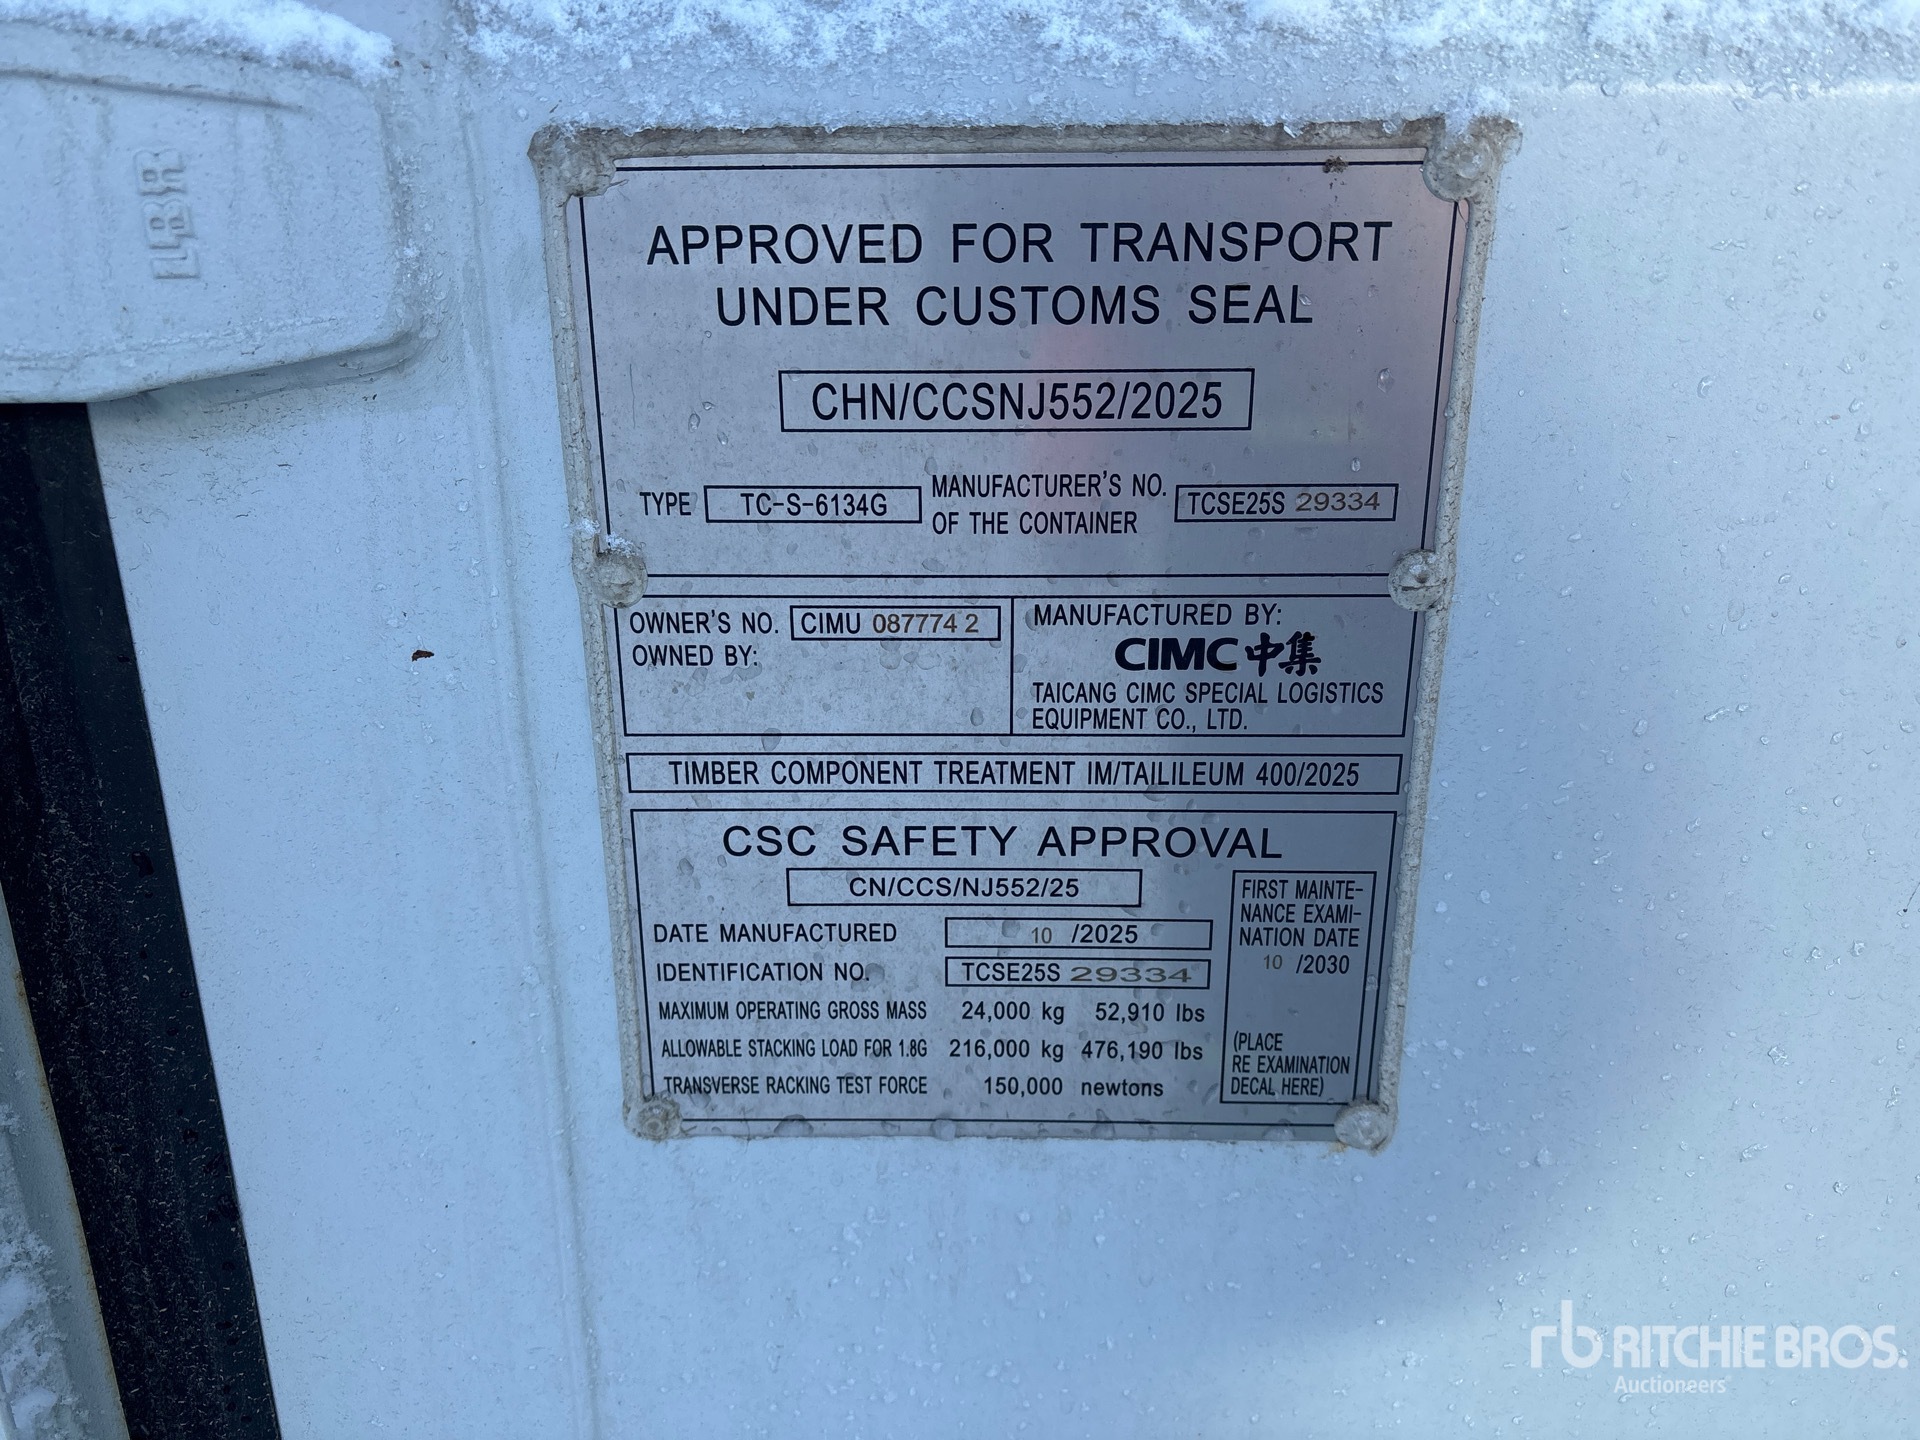 LBR
APPROVED FOR TRANSPORT
UNDER CUSTOMS SEAL
CHN/CCSNJ552/2025
TYPE TC-S-6134G MANUFACTURER'S NO. OF THE CONTAINER TCSE25S 29334
OWNER'S NO. CIMU 087774 2
OWNED BY:
MANUFACTURED BY:
CIMC 中集
TAICANG CIMC SPECIAL LOGISTICS
EQUIPMENT CO., LTD.
TIMBER COMPONENT TREATMENT IM/TAILILEUM 400/2025
CSC SAFETY APPROVAL
CN/CCS/NJ552/25
DATE MANUFACTURED 10 /2025
IDENTIFICATION NO. TCSE25S 29334
MAXIMUM OPERATING GROSS MASS 24,000 kg 52,910 lbs
ALLOWABLE STACKING LOAD FOR 1.8G 216,000 kg 476,190 lbs
TRANSVERSE RACKING TEST FORCE 150,000 newtons
FIRST MAINTE-
NANCE EXAMI-
NATION DATE
10 /2030
(PLACE
RE EXAMINATION
DECAL HERE)
rb RITCHIE BROS.
Auctioneers